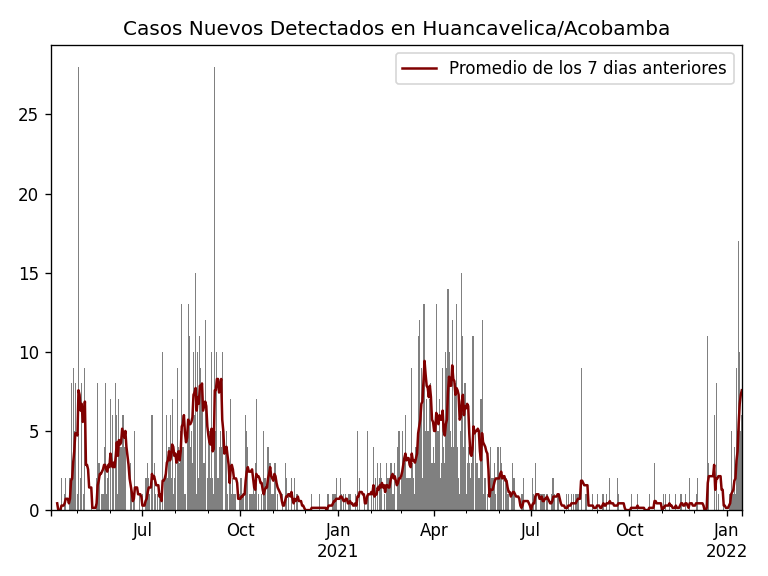 Casos Nuevos Detectados en Huancavelica/Acobamba
Promedio de los 7 dias anteriores
25
20
15
10
5
0
Jul Oct Jan Apr Jul Oct Jan
2021 2022